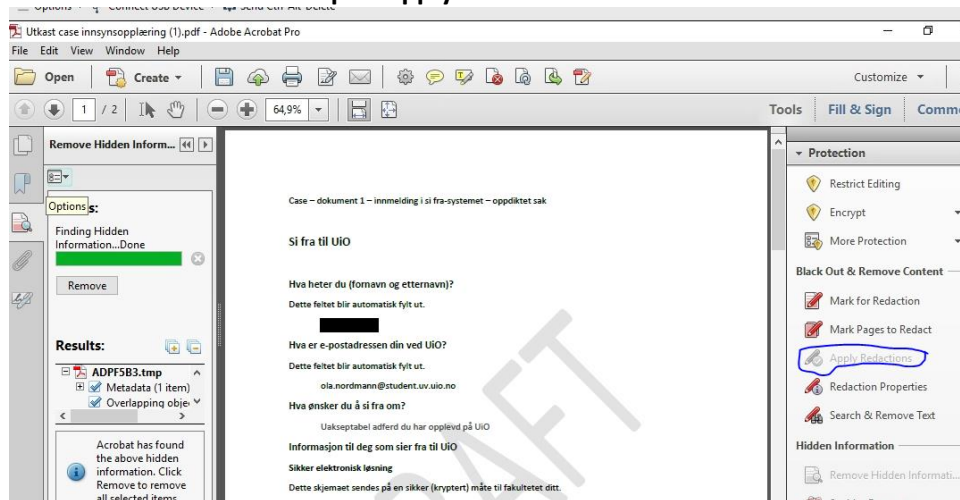 Options
Connect USB Device
Send Ctrl-Alt-Delete
Utkast case innsynsopplæring (1).pdf - Adobe Acrobat Pro
File Edit View Window Help
Open Create Customize
1 / 2 64,9% Tools Fill & Sign Comme
Remove Hidden Inform...
Options s:
Finding Hidden
Information...Done
Remove
Results:
ADPF5B3.tmp
Metadata (1 item)
Overlapping obje
Acrobat has found
the above hidden
information. Click
Remove to remove
all selected items
Case – dokument 1 – innmelding i si fra-systemet – oppdiktet sak
Si fra til UiO
Hva heter du (fornavn og etternavn)?
Dette feltet blir automatisk fylt ut.
Hva er e-postadressen din ved UiO?
Dette feltet blir automatisk fylt ut.
ola.nordmann@student.uv.uio.no
Hva ønsker du å si fra om?
Uakseptabel adferd du har opplevd på UiO
Informasjon til deg som sier fra til UiO
Sikker elektronisk løsning
Dette skjemaet sendes på en sikker (kryptert) måte til fakultetet ditt.
RAFT
Protection
Restrict Editing
Encrypt
More Protection
Black Out & Remove Content
Mark for Redaction
Mark Pages to Redact
Apply Redactions
Redaction Properties
Search & Remove Text
Hidden Information
Remove Hidden Informati...